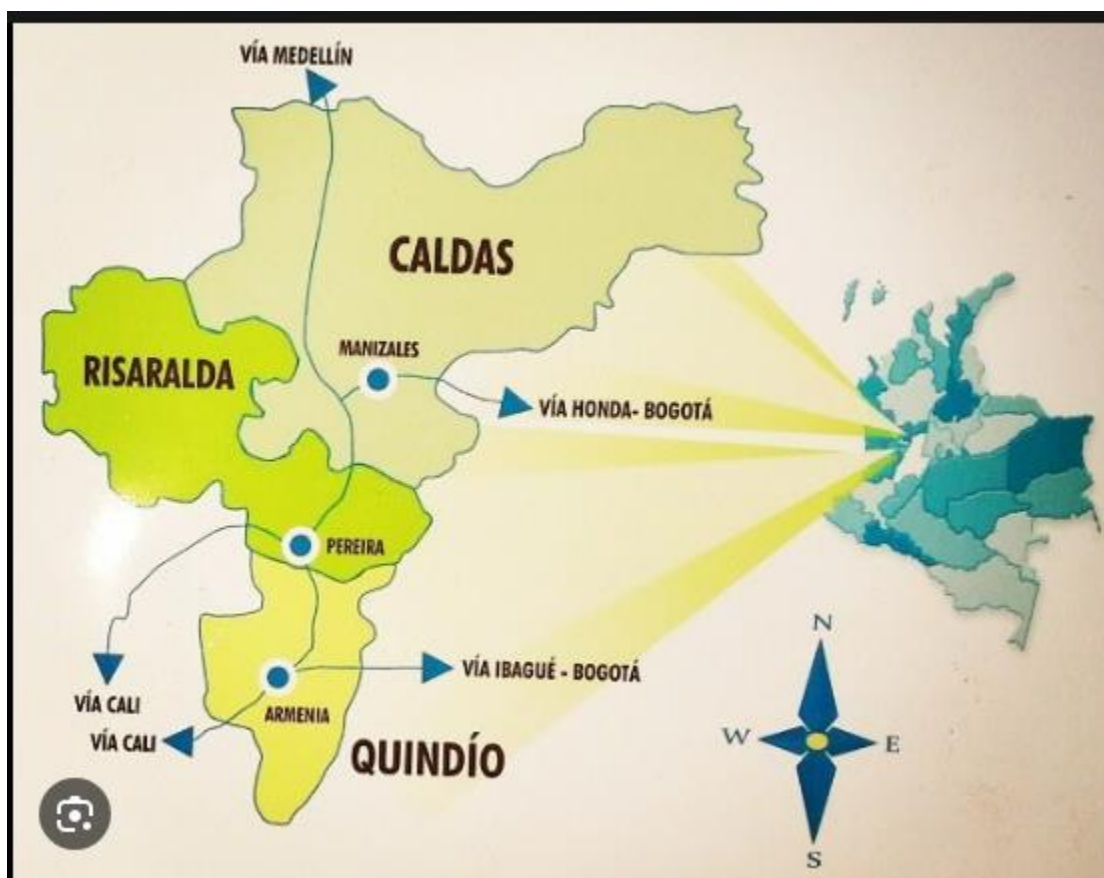 VÍA MEDELLÍN
CALDAS
RISARALDA
MANIZALES
VÍA HONDA- BOGOTÁ
PEREIRA
VÍA IBAGUÉ - BOGOTÁ
VÍA CALI
ARMENIA
VÍA CALI
QUINDÍO
N
W
E
S